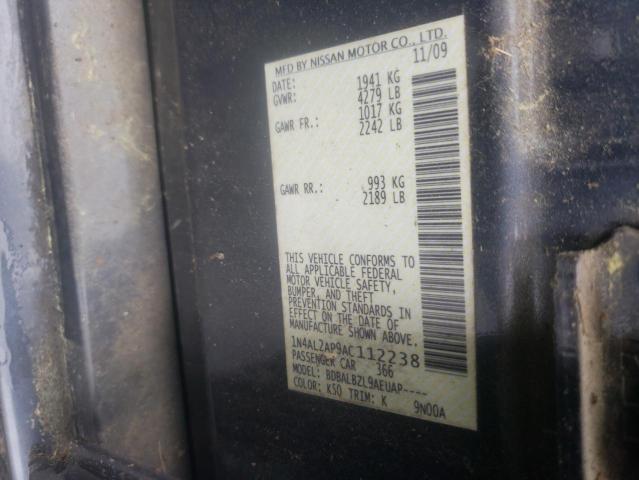 MFD BY NISSAN MOTOR CO., LTD.
DATE: 11/09
GVWR: 1941 KG
4279 LB
GAWR FR.: 1017 KG
2242 LB
GAWR RR.: 993 KG
2189 LB
THIS VEHICLE CONFORMS TO
ALL APPLICABLE FEDERAL
MOTOR VEHICLE SAFETY,
BUMPER, AND THEFT
PREVENTION STANDARDS IN
EFFECT ON THE DATE OF
MANUFACTURE SHOWN ABOVE.
1N4AL2AP9AC112238
PASSENGER CAR 366
MODEL: BDBALBZL9AEUAP----
COLOR: K50 TRIM: K 9N00A